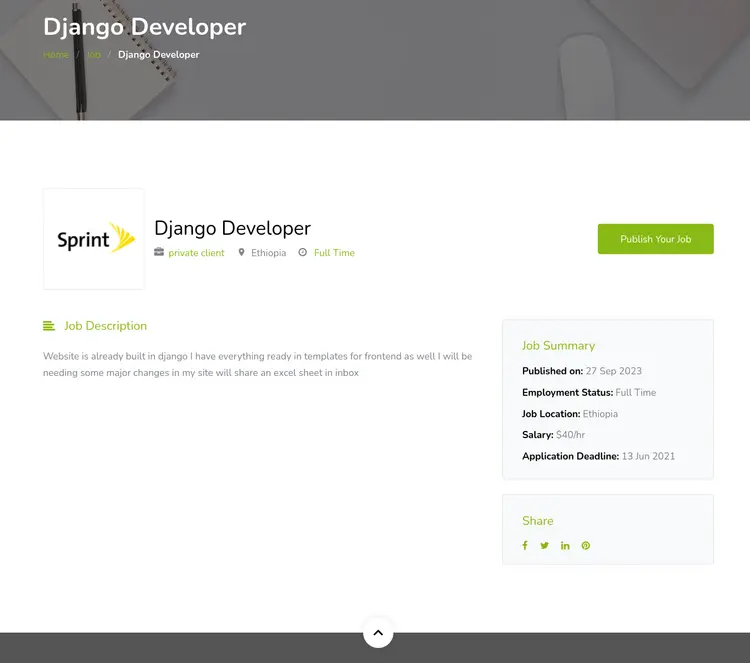 Django Developer
Home / Job / Django Developer
Sprint
Django Developer
private client Ethiopia Full Time
Publish Your Job
Job Description
Website is already built in django I have everything ready in templates for frontend as well I will be
needing some major changes in my site will share an excel sheet in inbox
Job Summary
Published on: 27 Sep 2023
Employment Status: Full Time
Job Location: Ethiopia
Salary: $40/hr
Application Deadline: 13 Jun 2021
Share